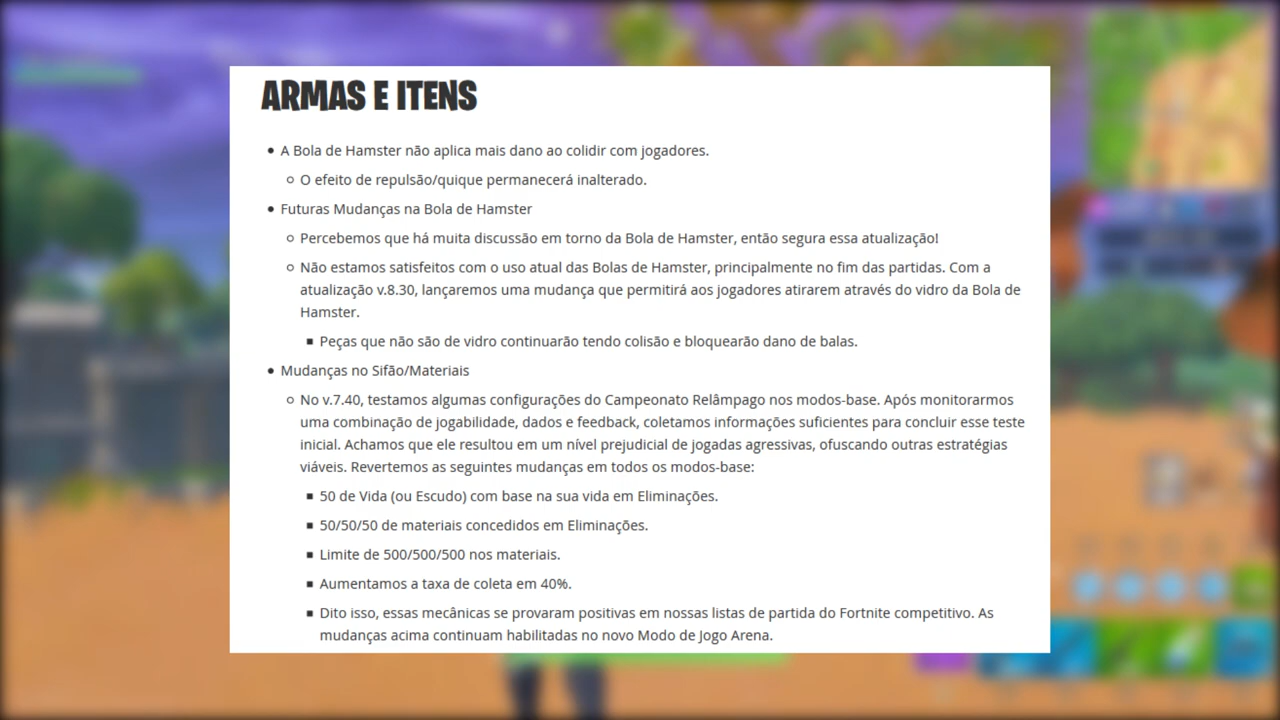 ARMAS E ITENS
• A Bola de Hamster não aplica mais dano ao colidir com jogadores.
○ O efeito de repulsão/quique permanecerá inalterado.
• Futuras Mudanças na Bola de Hamster
○ Percebemos que há muita discussão em torno da Bola de Hamster, então segura essa atualização!
○ Não estamos satisfeitos com o uso atual das Bolas de Hamster, principalmente no fim das partidas. Com a
atualização v.8.30, lançaremos uma mudança que permitirá aos jogadores atirarem através do vidro da Bola de
Hamster.
▪ Peças que não são de vidro continuarão tendo colisão e bloquearão dano de balas.
• Mudanças no Sifão/Materiais
○ No v.7.40, testamos algumas configurações do Campeonato Relâmpago nos modos-base. Após monitorarmos
uma combinação de jogabilidade, dados e feedback, coletamos informações suficientes para concluir esse teste
inicial. Achamos que ele resultou em um nível prejudicial de jogadas agressivas, ofuscando outras estratégias
viáveis. Revertemos as seguintes mudanças em todos os modos-base:
▪ 50 de Vida (ou Escudo) com base na sua vida em Eliminações.
▪ 50/50/50 de materiais concedidos em Eliminações.
▪ Limite de 500/500/500 nos materiais.
▪ Aumentamos a taxa de coleta em 40%.
▪ Dito isso, essas mecânicas se provaram positivas em nossas listas de partida do Fortnite competitivo. As
mudanças acima continuam habilitadas no novo Modo de Jogo Arena.